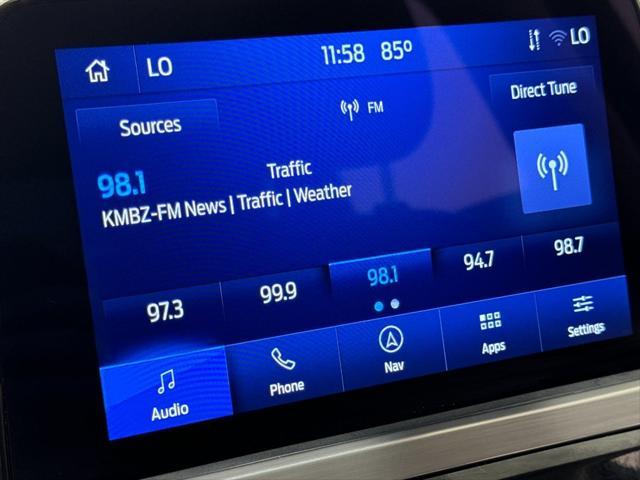 LO 11:58 85° LO
Sources FM Direct Tune
98.1 Traffic
KMBZ-FM News | Traffic | Weather
97.3 99.9 98.1 94.7 98.7
Audio Phone Nav Apps Settings